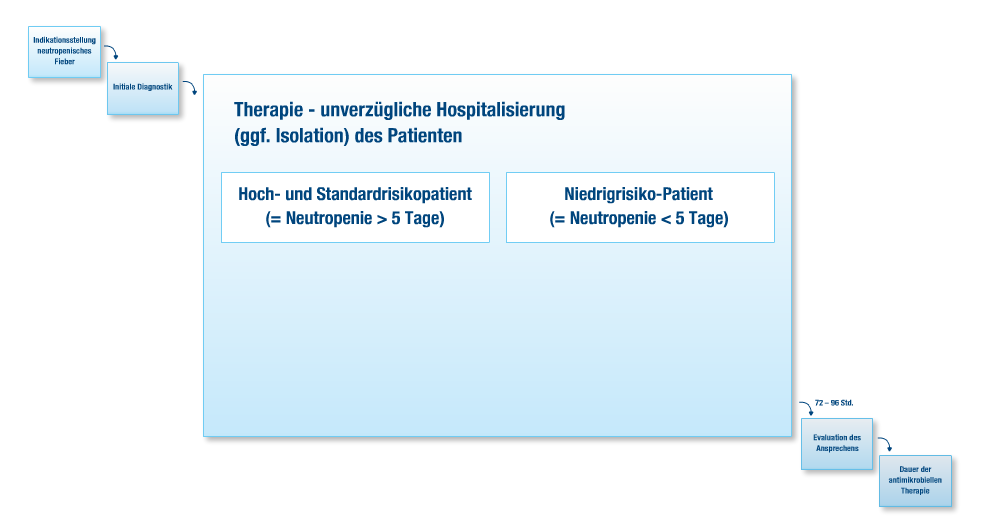 Indikationsstellung
neutropenisches
Fieber
Initiale Diagnostik
Therapie - unverzügliche Hospitalisierung
(ggf. Isolation) des Patienten
Hoch- und Standardrisikopatient
(= Neutropenie > 5 Tage)
Niedrigrisiko-Patient
(= Neutropenie < 5 Tage)
72 – 96 Std.
Evaluation des
Ansprechens
Dauer der
antimikrobiellen
Therapie